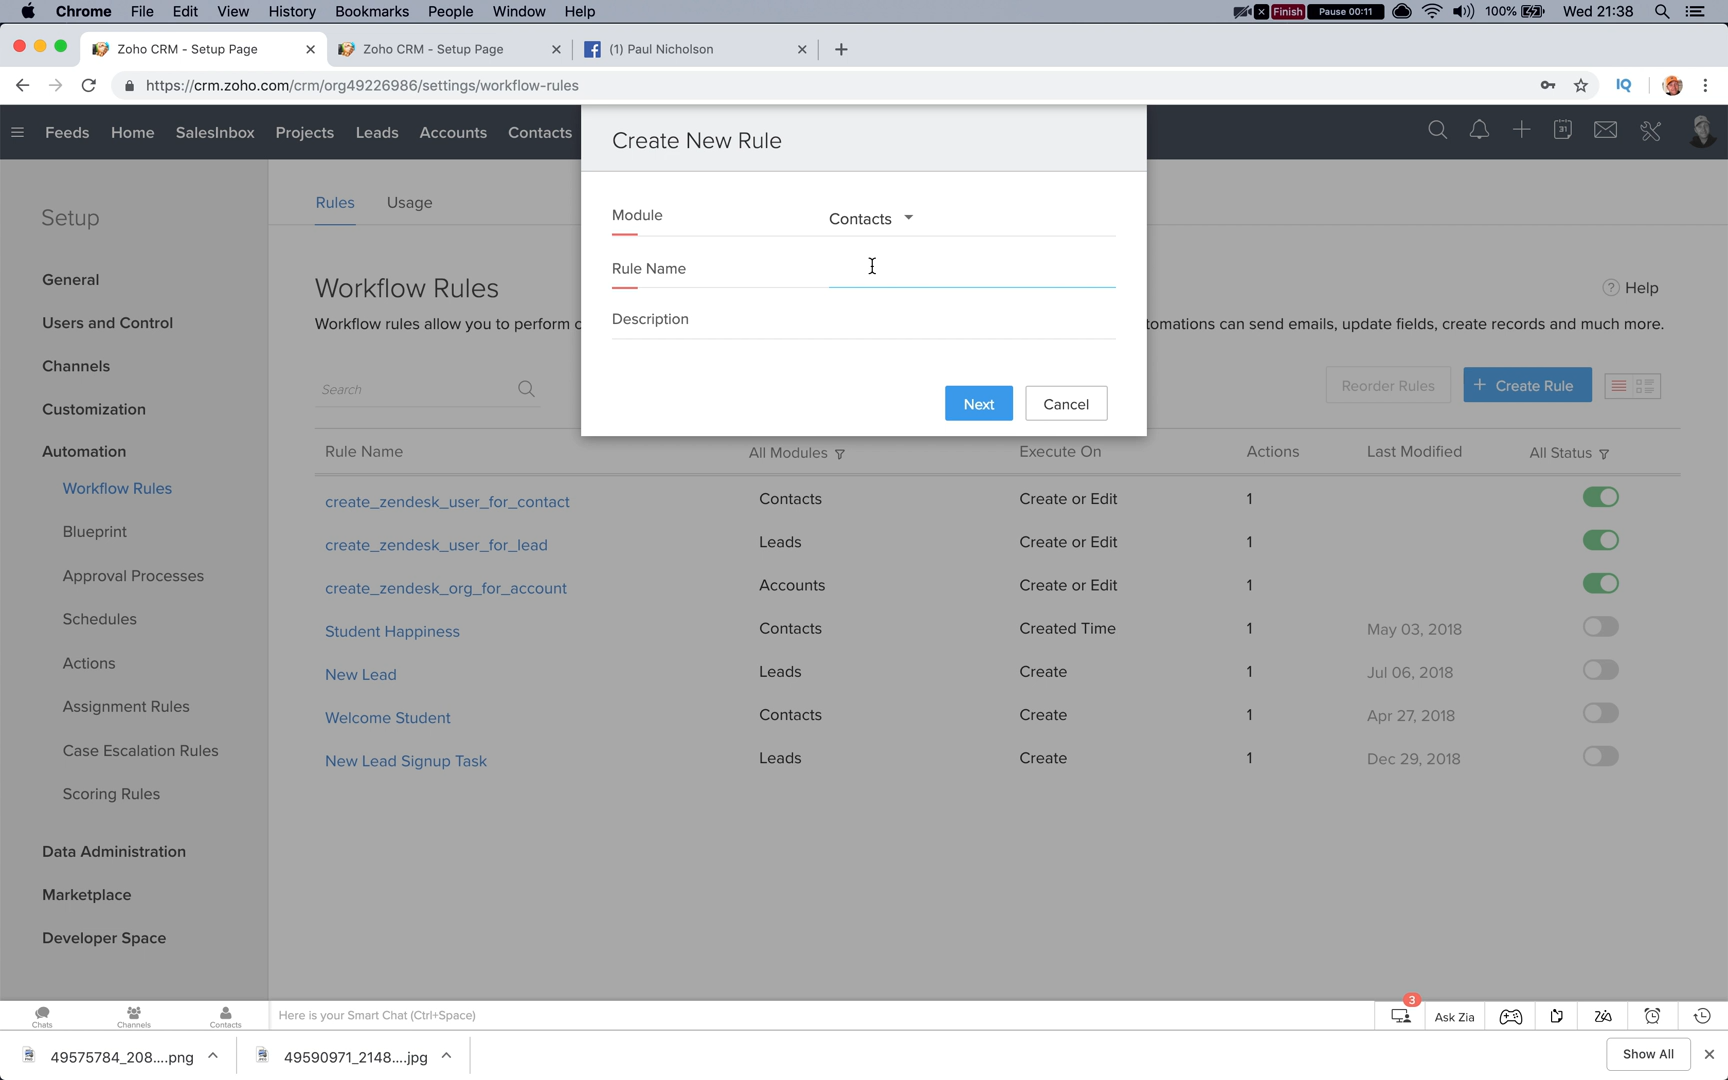 Chrome File Edit View History Bookmarks People Window Help Finish Pause 00:11 100% Wed 21:38
Zoho CRM - Setup Page Zoho CRM - Setup Page (1) Paul Nicholson
https://crm.zoho.com/crm/org49226986/settings/workflow-rules IQ
Feeds Home SalesInbox Projects Leads Accounts Contacts 31
Create New Rule
Module Contacts
Rule Name
Description
Next Cancel
Setup
General
Users and Control
Channels
Customization
Automation
Workflow Rules
Blueprint
Approval Processes
Schedules
Actions
Assignment Rules
Case Escalation Rules
Scoring Rules
Data Administration
Marketplace
Developer Space
Rules Usage
Workflow Rules Help
Workflow rules allow you to perform c tomations can send emails, update fields, create records and much more.
Search Reorder Rules + Create Rule
Rule Name All Modules Execute On Actions Last Modified All Status
create_zendesk_user_for_contact Contacts Create or Edit 1
create_zendesk_user_for_lead Leads Create or Edit 1
create_zendesk_org_for_account Accounts Create or Edit 1
Student Happiness Contacts Created Time 1 May 03, 2018
New Lead Leads Create 1 Jul 06, 2018
Welcome Student Contacts Create 1 Apr 27, 2018
New Lead Signup Task Leads Create 1 Dec 29, 2018
Chats Channels Contacts Here is your Smart Chat (Ctrl+Space) 3 Ask Zia
49575784_208....png 49590971_2148....jpg Show All